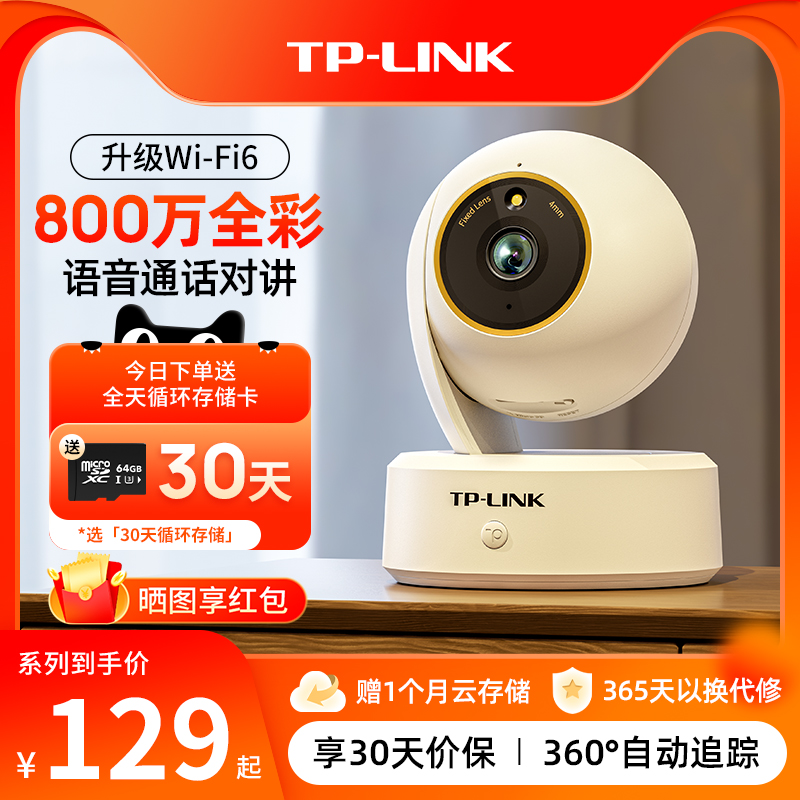 TP-LINK
升级Wi-Fi6
800万全彩
语音通话对讲
Fixed Lens
4mm
今日下单送
全天循环存储卡
送
micro SD XC
64GB
I U3
30天
*选「30天循环存储」
TP-LINK
晒图享红包
系列到手价
¥129起
赠1个月云存储
365天以换代修
享30天价保 | 360°自动追踪